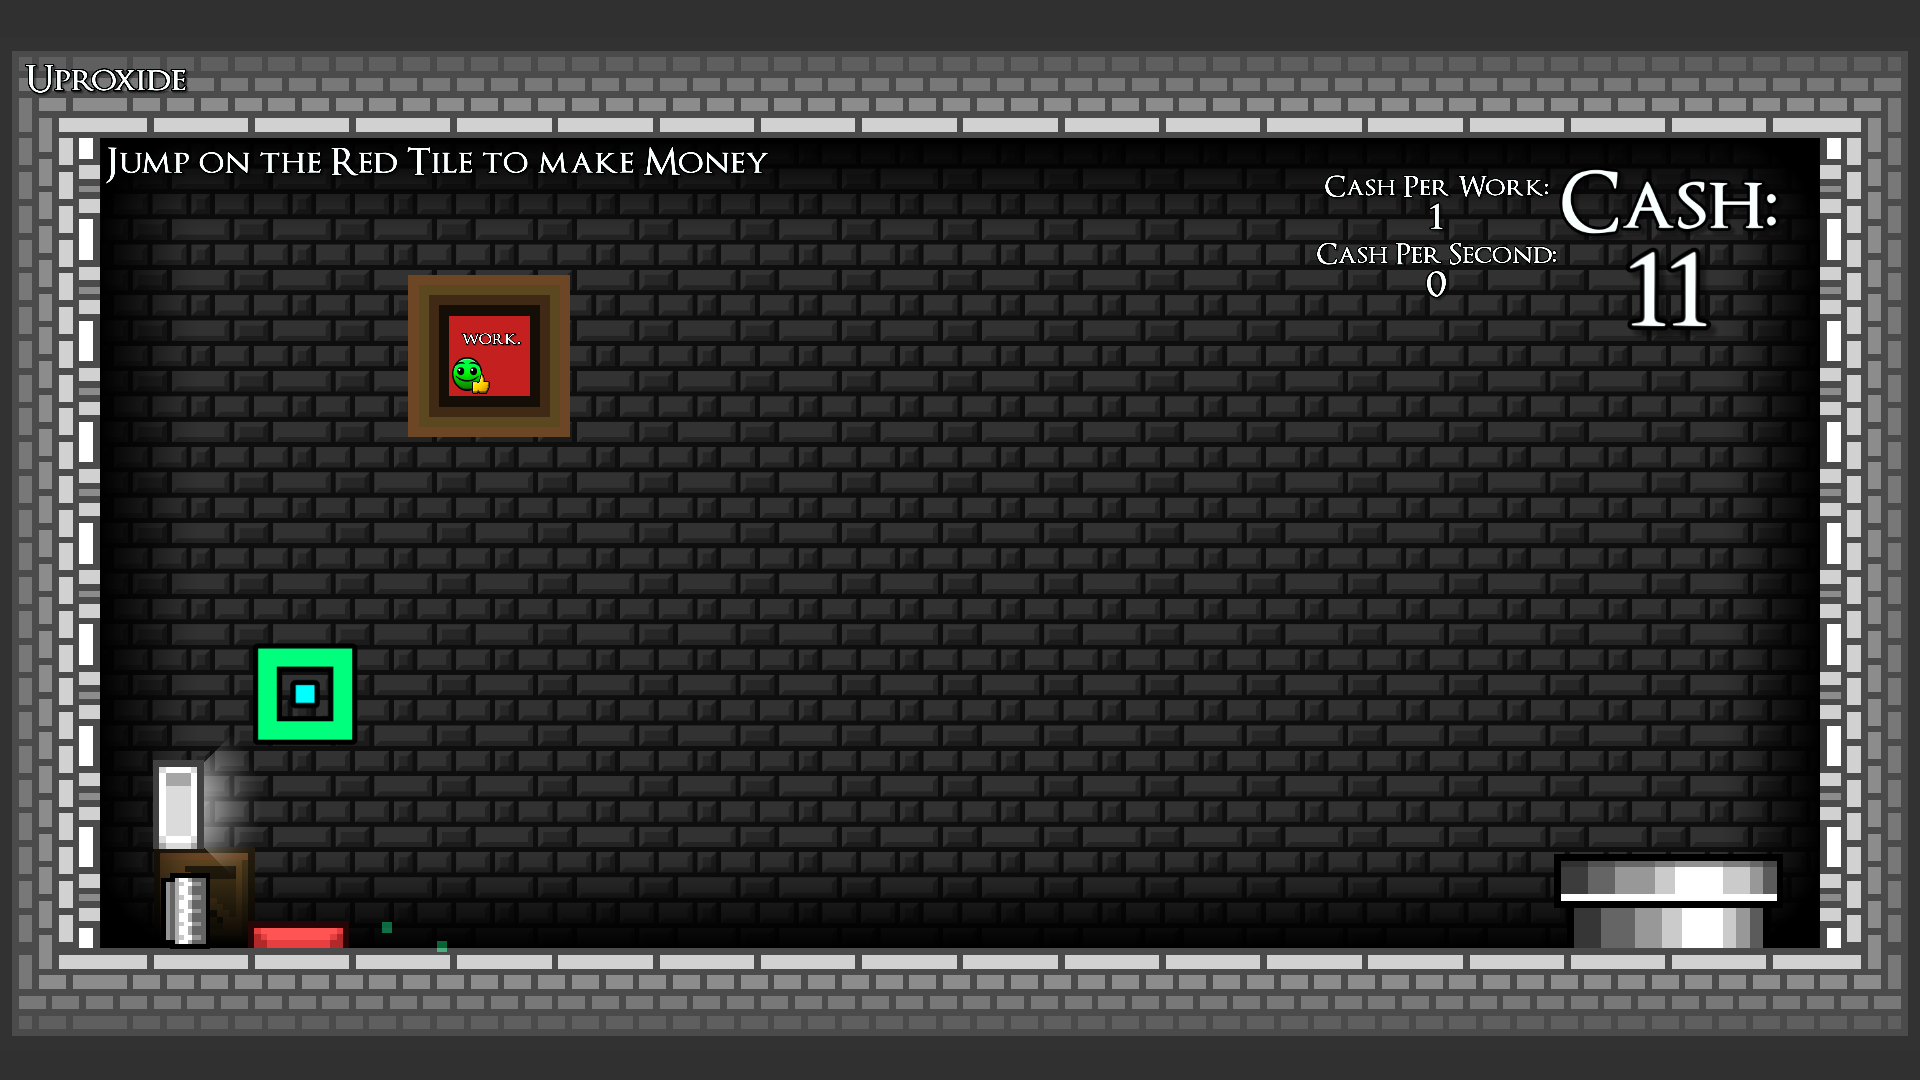 Uproxide
Jump on the Red Tile to make Money
Cash Per Work:
1
Cash Per Second:
0
Cash:
11
WORK.